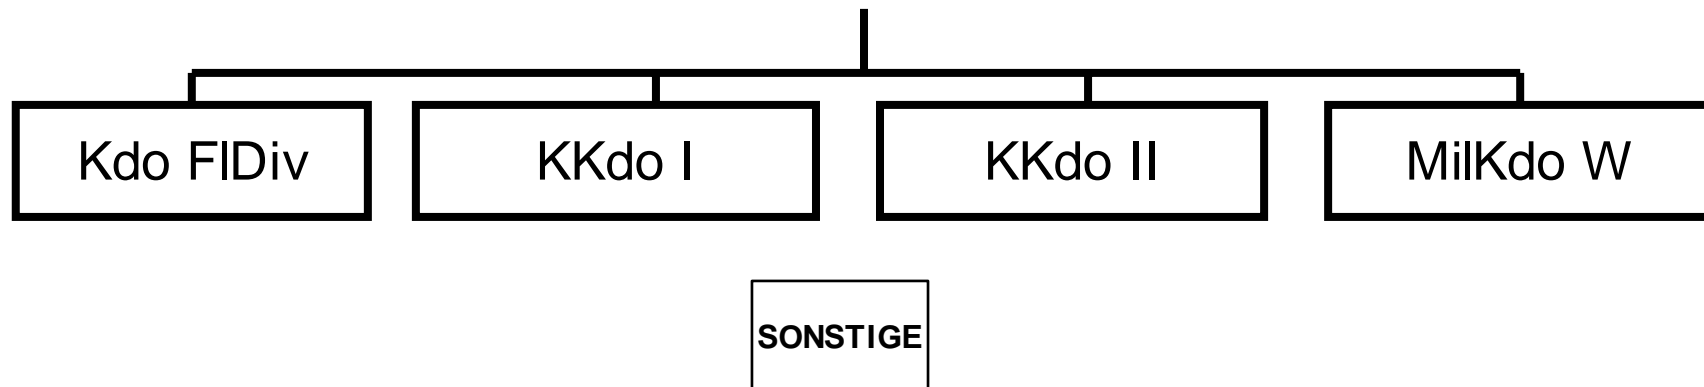 Kdo FlDiv
KKdo I
KKdo II
MilKdo W
SONSTIGE